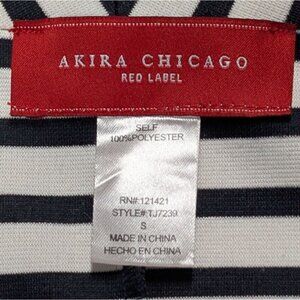 AKIRA CHICAGO
RED LABEL
SELF
100%POLYESTER
RN#:121421
STYLE#:TJ7239
S
MADE IN CHINA
HECHO EN CHINA